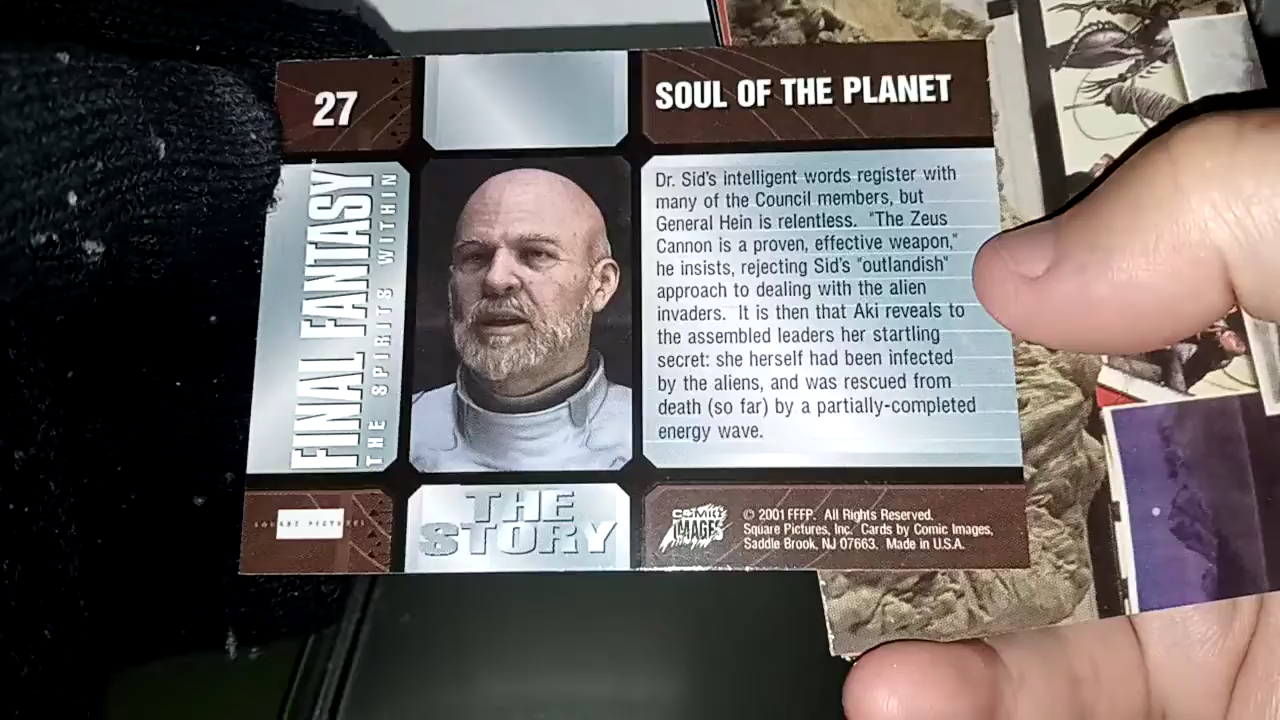 27
SOUL OF THE PLANET
FINAL FANTASY
THE SPIRITS WITHIN
Dr. Sid's intelligent words register with
many of the Council members, but
General Hein is relentless. "The Zeus
Cannon is a proven, effective weapon,"
he insists, rejecting Sid's "outlandish"
approach to dealing with the alien
invaders. It is then that Aki reveals to
the assembled leaders her startling
secret: she herself had been infected
by the aliens, and was rescued from
death (so far) by a partially-completed
energy wave.
SQUARE PICTURES
THE
STORY
COMIC
IMAGES
© 2001 FFFP. All Rights Reserved.
Square Pictures, Inc. Cards by Comic Images,
Saddle Brook, NJ 07663. Made in U.S.A.